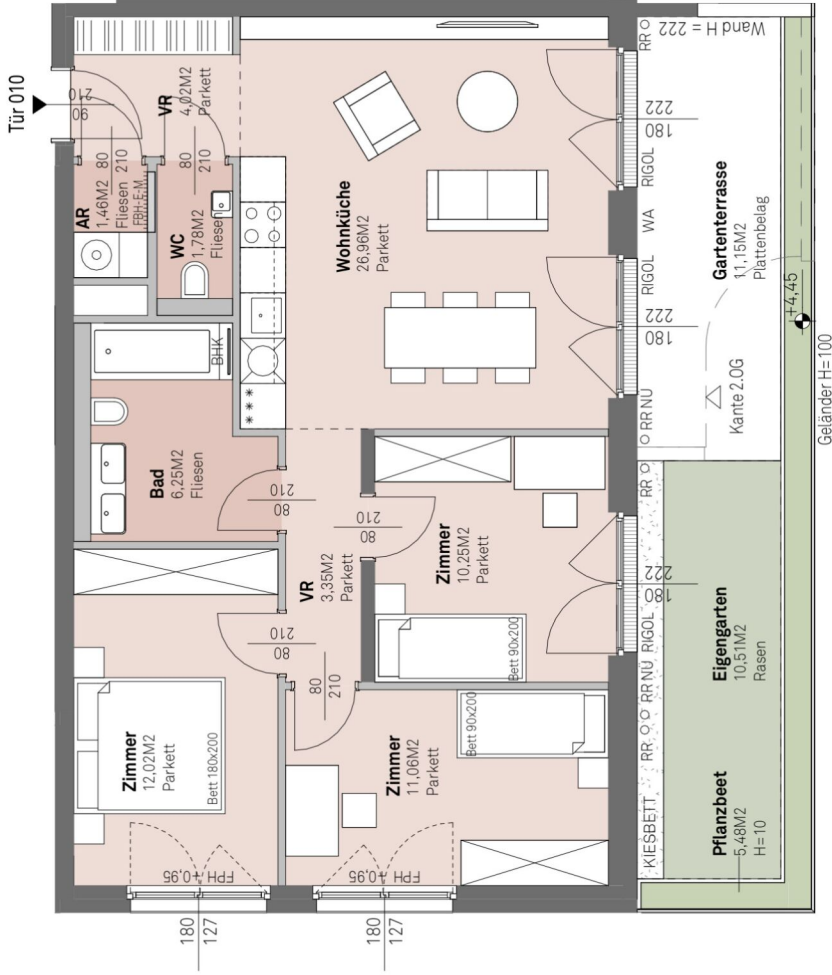 Tür 010
90
210
VR
4,02M2
Parkett
AR
1,46M2
Fliesen
FBH-E-M
80
210
WC
1,78M2
Fliesen
80
210
Wohnküche
26,96M2
Parkett
BHK
Bad
6,25M2
Fliesen
80
210
VR
3,35M2
Parkett
80
210
Zimmer
10,25M2
Parkett
Bett 90x200
80
210
Zimmer
12,02M2
Parkett
Bett 180x200
80
210
Zimmer
11,06M2
Parkett
Bett 90x200
FPH +0,95
FPH +0,95
180
127
180
127
RR
Wand H = 222
180
222
RIGOL
WA
RIGOL
180
222
RR NU
RR
180
222
RIGOL
RR NU
RR
KIESBETT
Gartenterrasse
11,15M2
Plattenbelag
+4,45
Kante 2.OG
Geländer H=100
Eigengarten
10,51M2
Rasen
Pflanzbeet
5,48M2
H=10